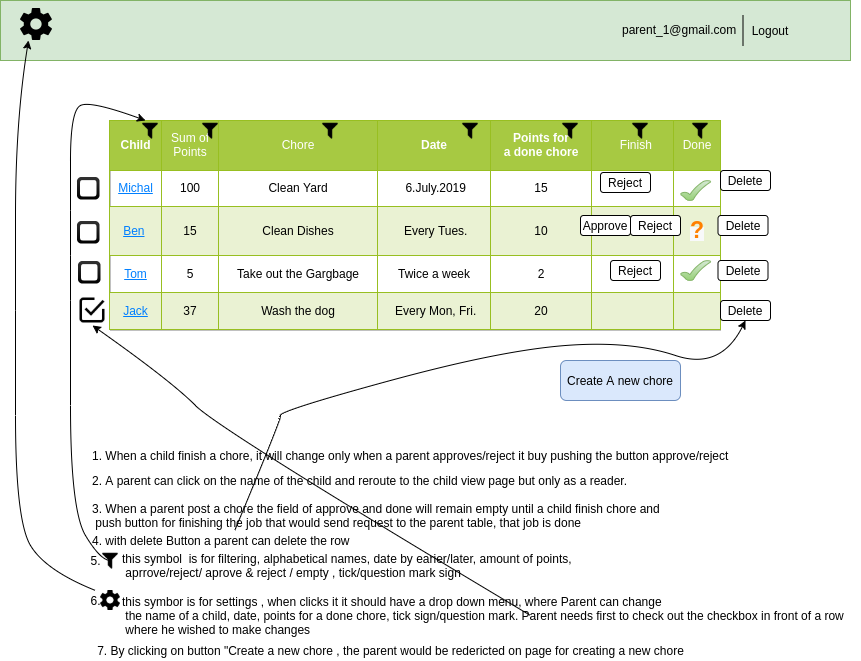 parent_1@gmail.com Logout
Child Sum of Points Chore Date Points for a done chore Finish Done
Michal 100 Clean Yard 6.July.2019 15 Reject Delete
Ben 15 Clean Dishes Every Tues. 10 Approve Reject ? Delete
Tom 5 Take out the Gargbage Twice a week 2 Reject Delete
Jack 37 Wash the dog Every Mon, Fri. 20 Delete
Create A new chore
1. When a child finish a chore, it will change only when a parent approves/reject it buy pushing the button approve/reject
2. A parent can click on the name of the child and reroute to the child view page but only as a reader.
3. When a parent post a chore the field of approve and done will remain empty until a child finish chore and
push button for finishing the job that would send request to the parent table, that job is done
4. with delete Button a parent can delete the row
5. this symbol is for filtering, alphabetical names, date by earier/later, amount of points,
aprrove/reject/ aprove & reject / empty , tick/question mark sign
6. this symbor is for settings , when clicks it it should have a drop down menu, where Parent can change
the name of a child, date, points for a done chore, tick sign/question mark. Parent needs first to check out the checkbox in front of a row
where he wished to make changes
7. By clicking on button "Create a new chore , the parent would be redericted on page for creating a new chore